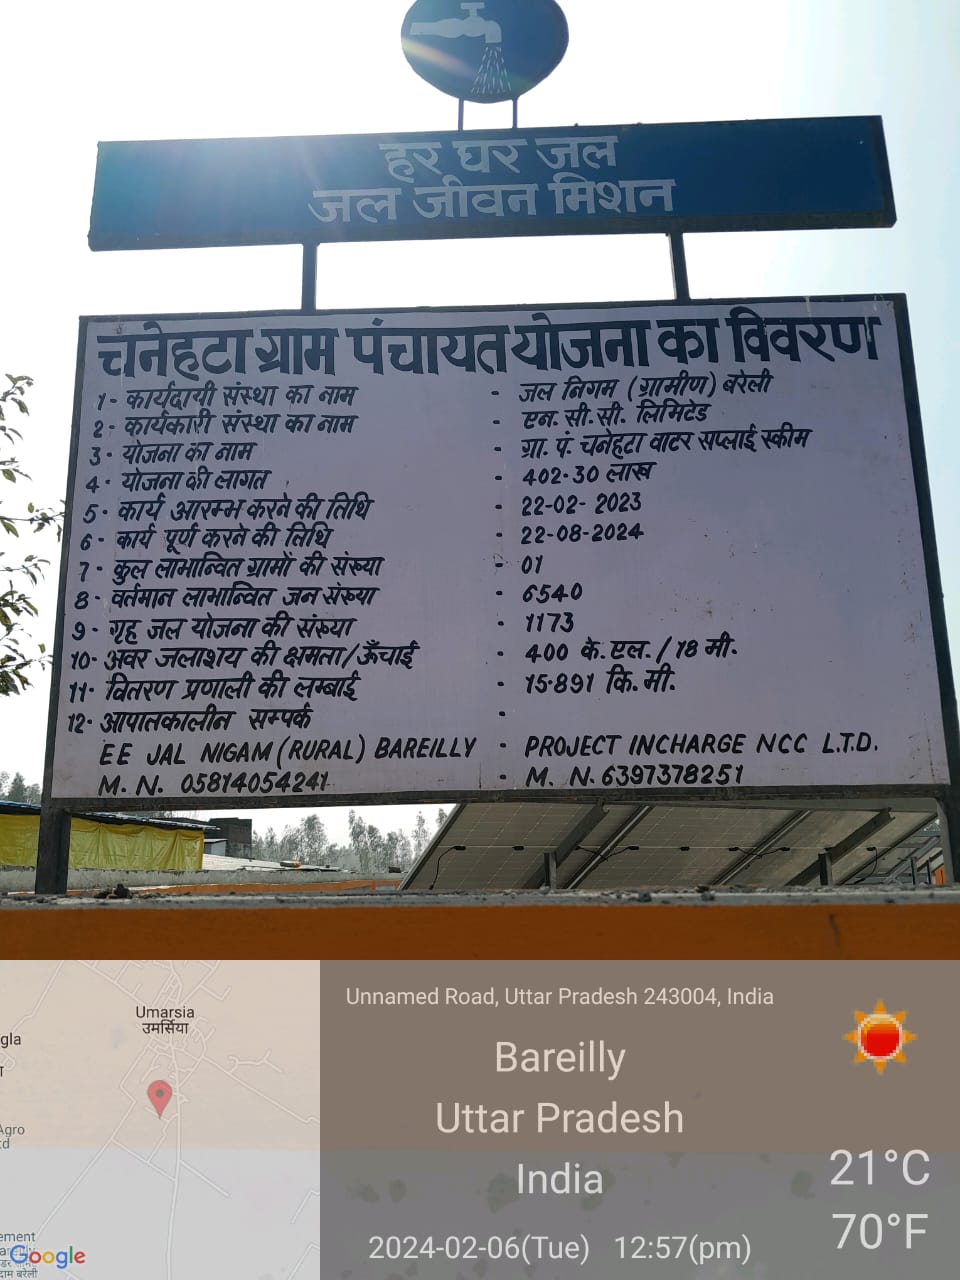 हर घर जल
जल जीवन मिशन
चनेहटा ग्राम पंचायत योजना का विवरण
1- कार्यदायी संस्था का नाम - जल निगम (ग्रामीण) बरेली
2- कार्यकारी संस्था का नाम - एन. सी. सी. लिमिटेड
3- योजना का नाम - ग्रा. पं. चनेहटा वाटर सप्लाई स्कीम
4- योजना की लागत - 402.30 लाख
5- कार्य आरम्भ करने की तिथि - 22-02-2023
6- कार्य पूर्ण करने की तिथि - 22-08-2024
7- कुल लाभान्वित ग्रामों की संख्या - 01
8- वर्तमान लाभान्वित जन संख्या - 6540
9- गृह जल योजना की संख्या - 1173
10- अवर जलाशय की क्षमता/ऊँचाई - 400 के. एल. / 18 मी.
11- वितरण प्रणाली की लम्बाई - 15.891 कि. मी.
12- आपातकालीन सम्पर्क -
EE JAL NIGAM (RURAL) BAREILLY - PROJECT INCHARGE NCC L.T.D.
M. N. 05814054241 - M. N. 6397378251
Umarsia
उमर्सिया
Google
Unnamed Road, Uttar Pradesh 243004, India
Bareilly
Uttar Pradesh
India
2024-02-06(Tue) 12:57(pm)
21°C
70°F